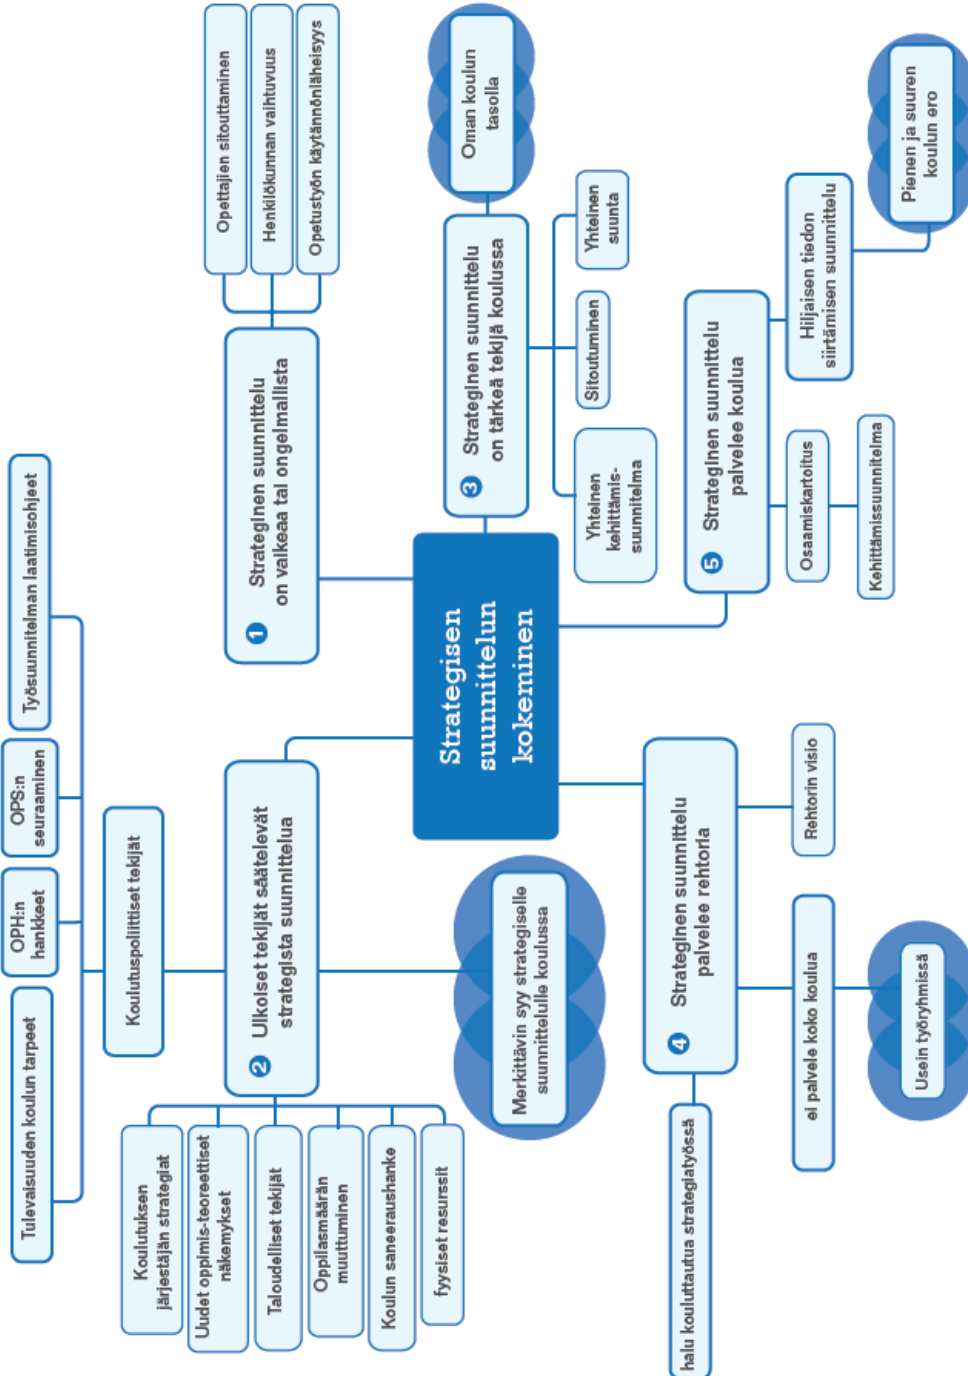 Strategisen
suunnittelun
kokeminen
1 Strateginen suunnittelu
on vaikeaa tai ongelmallista
Opettajien sitouttaminen
Henkilökunnan vaihtuvuus
Opetustyön käytännönläheisyys
2 Ulkoiset tekijät säätelevät
strategista suunnittelua
Koulutuspoliittiset tekijät
Tulevaisuuden koulun tarpeet
OPH:n
hankkeet
OPS:n
seuraaminen
Työsuunnitelman laatimisohjeet
Koulutuksen
järjestäjän strategiat
Uudet oppimis-teoreettiset
näkemykset
Taloudelliset tekijät
Oppilasmäärän
muuttuminen
Koulun saneeraushanke
fyysiset resurssit
Merkittävin syy strategiselle
suunnittelulle koulussa
3 Strateginen suunnittelu
on tärkeä tekijä koulussa
Oman koulun
tasolla
Yhteinen
kehittämis-
suunnitelma
Sitoutuminen
Yhteinen
suunta
4 Strateginen suunnittelu
palvelee rehtoria
halu kouluttautua strategiatyössä
ei palvele koko koulua
Usein työryhmissä
Rehtorin visio
5 Strateginen suunnittelu
palvelee koulua
Osaamiskartoitus
Kehittämissuunnitelma
Hiljaisen tiedon
siirtämisen suunnittelu
Pienen ja suuren
koulun ero